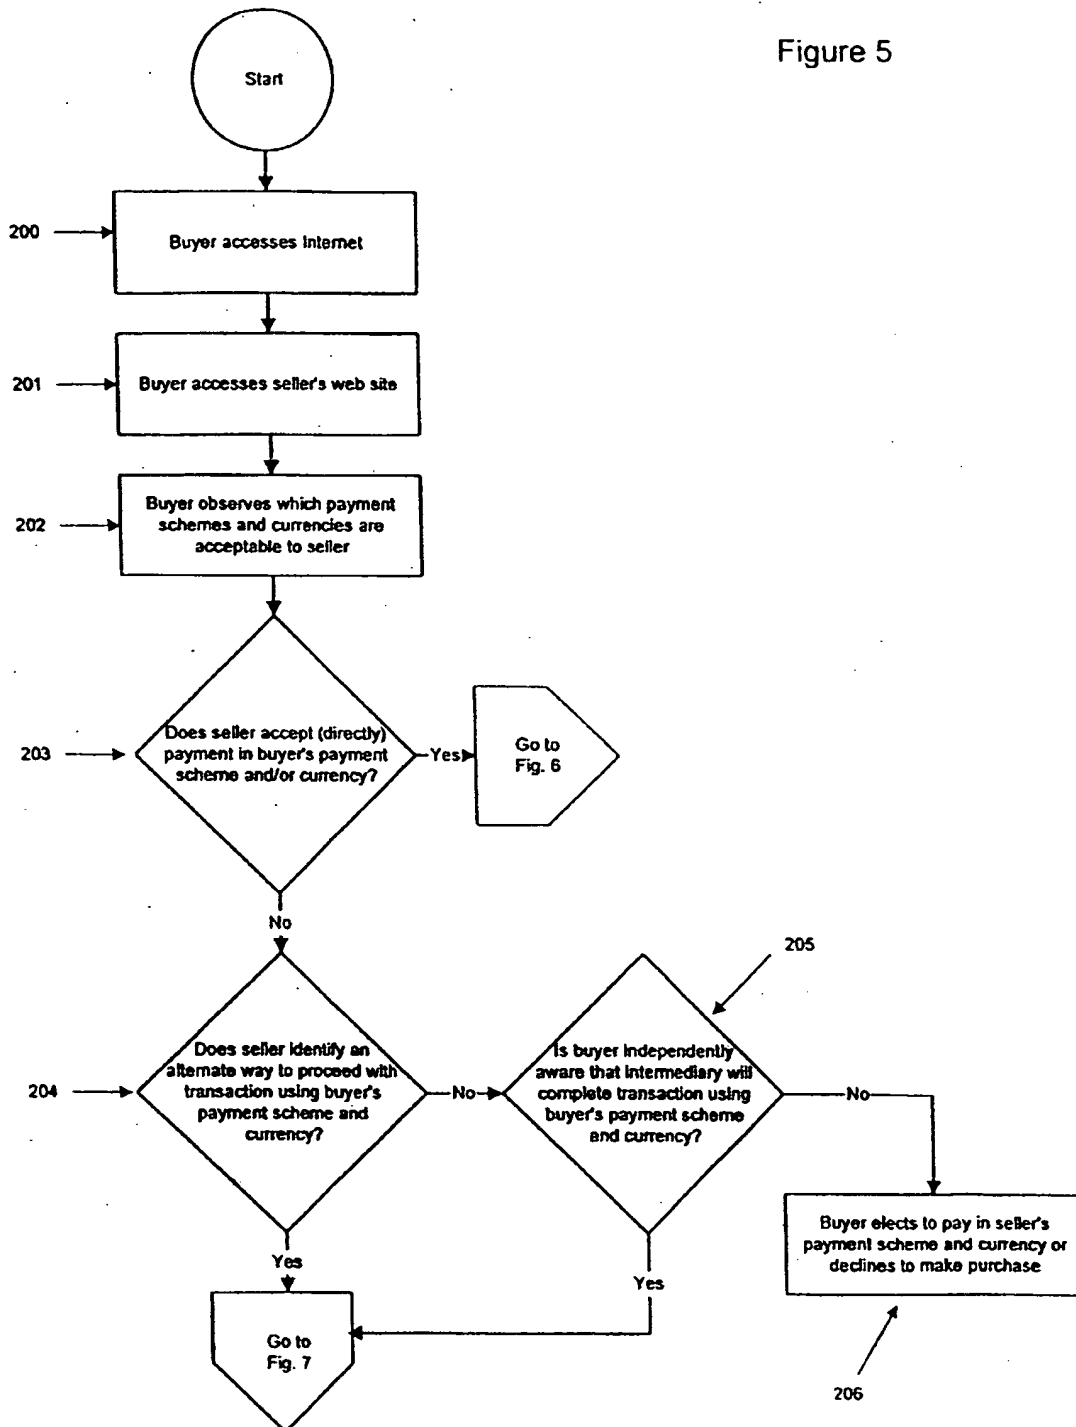 Figure 5
Start
200
Buyer accesses Internet
201
Buyer accesses seller's web site
202
Buyer observes which payment
schemes and currencies are
acceptable to seller
203
Does seller accept (directly)
payment in buyer's payment
scheme and/or currency?
Yes
Go to
Fig. 6
No
205
204
Does seller identify an
alternate way to proceed with
transaction using buyer's
payment scheme and
currency?
No
Is buyer independently
aware that intermediary will
complete transaction using
buyer's payment scheme
and currency?
No
Buyer elects to pay in seller's
payment scheme and currency or
declines to make purchase
Yes
Yes
Go to
Fig. 7
206